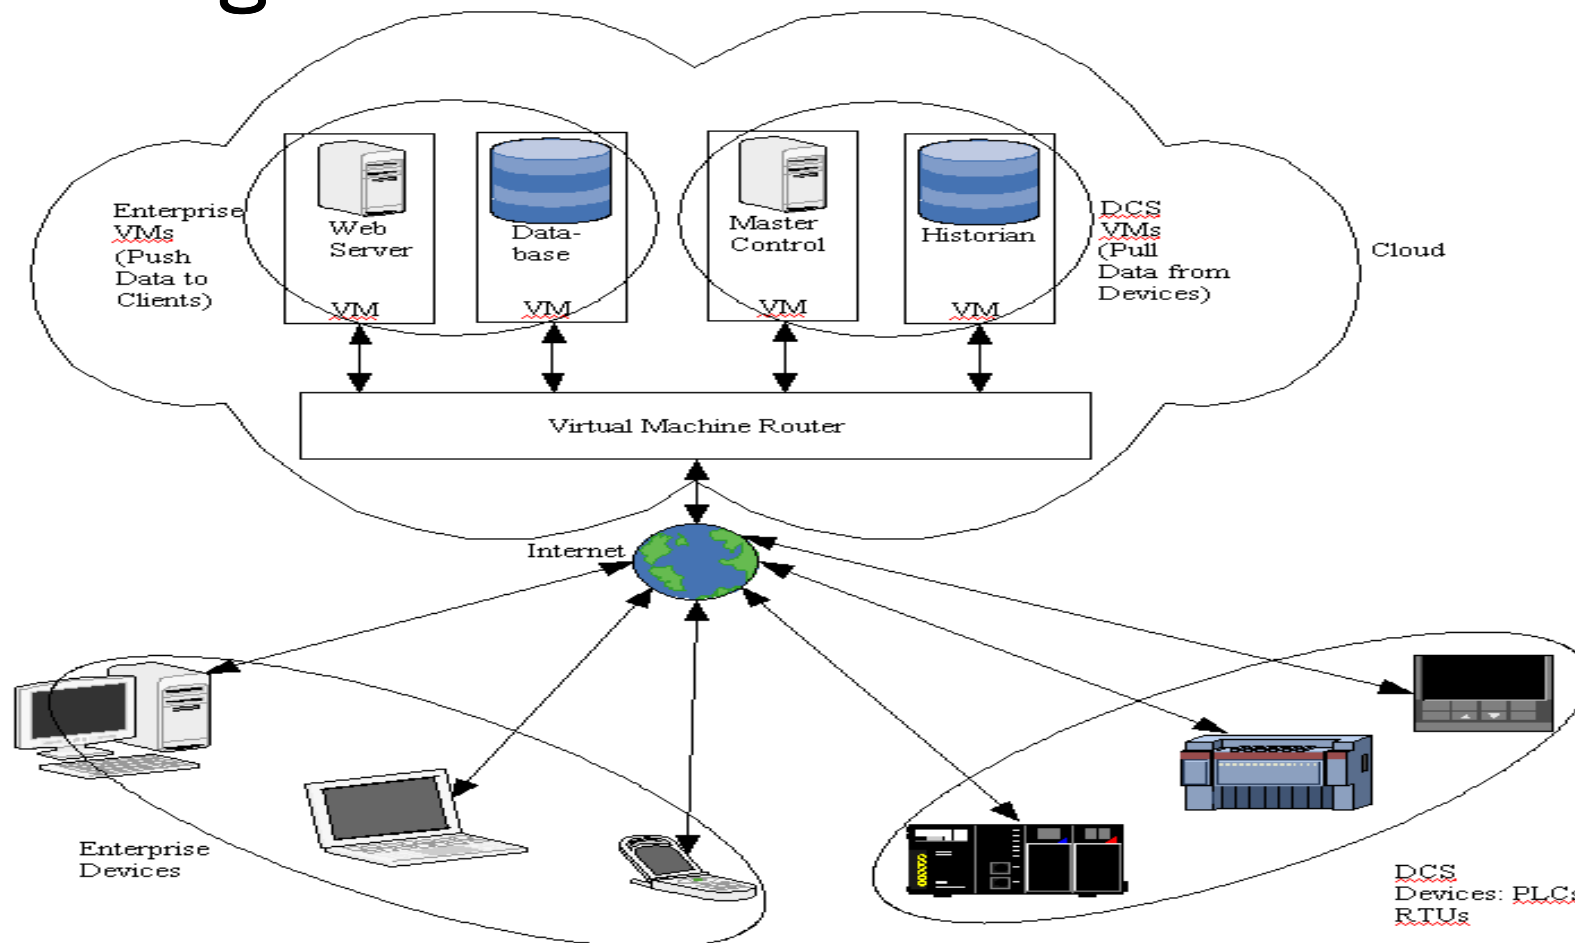 g
Enterprise
VMs
(Push
Data to
Clients)
Web
Server
VM
Data-
base
VM
Master
Control
VM
Historian
VM
DCS
VMs
(Pull
Data from
Devices)
Cloud
Virtual Machine Router
Internet
Enterprise
Devices
DCS
Devices: PLCs
RTUs